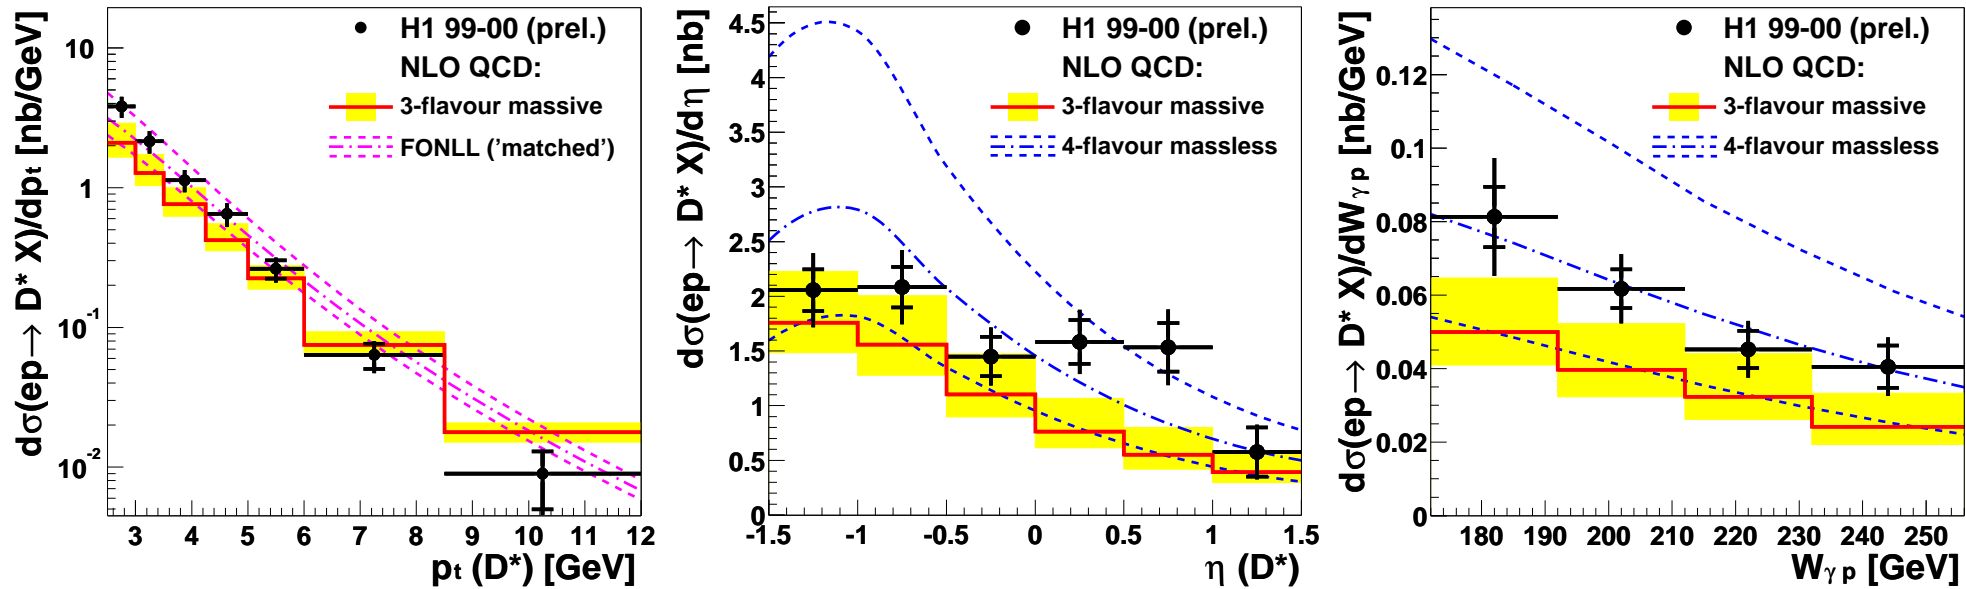 dσ(ep→ D* X)/dpt [nb/GeV]
10
1
10-1
10-2
H1 99-00 (prel.)
NLO QCD:
3-flavour massive
FONLL ('matched')
3 4 5 6 7 8 9 10 11 12
pt (D*) [GeV]
dσ(ep→ D* X)/dη [nb]
4.5
4
3.5
3
2.5
2
1.5
1
0.5
0
H1 99-00 (prel.)
NLO QCD:
3-flavour massive
4-flavour massless
-1.5 -1 -0.5 0 0.5 1 1.5
η (D*)
dσ(ep→ D* X)/dWγ p [nb/GeV]
0.12
0.1
0.08
0.06
0.04
0.02
0
H1 99-00 (prel.)
NLO QCD:
3-flavour massive
4-flavour massless
180 190 200 210 220 230 240 250
Wγ p [GeV]